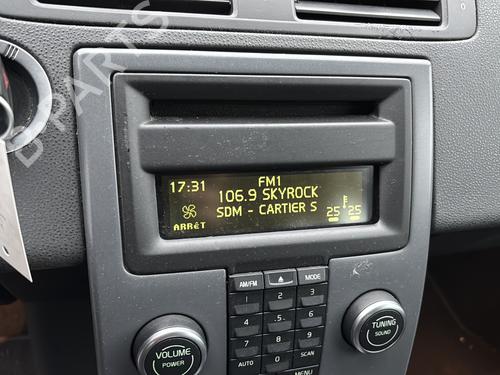 B-PARTS
17:31
FM1
106.9 SKYROCK
SDM - CARTIER S
ARRÊT
25 25
AM/FM
MODE
1 2 3
4 .5. 6
7 8 9
AUTO 0 SCAN
MENU
VOLUME
POWER
TUNING
SOUND